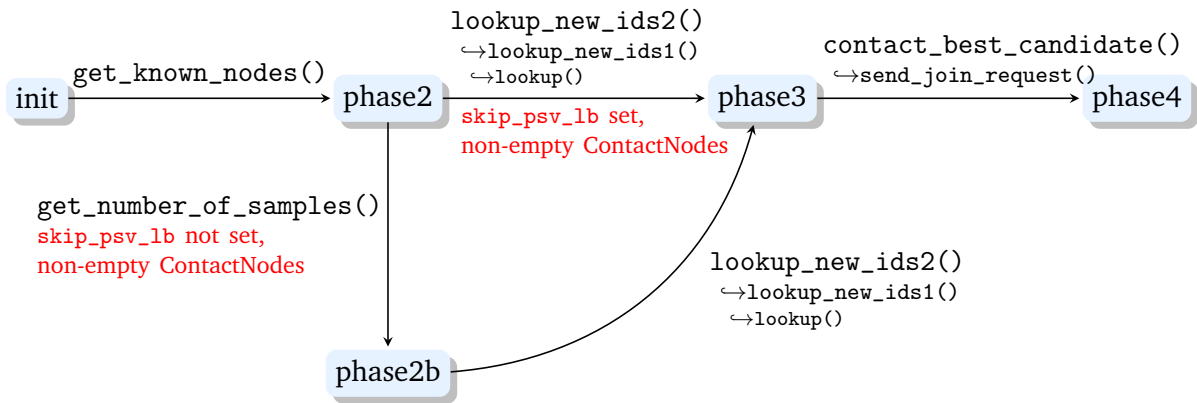 lookup_new_ids2()
↪lookup_new_ids1()
↪lookup()
contact_best_candidate()
↪send_join_request()
get_known_nodes()
init
phase2
phase3
phase4
skip_psv_lb set,
non-empty ContactNodes
get_number_of_samples()
skip_psv_lb not set,
non-empty ContactNodes
lookup_new_ids2()
↪lookup_new_ids1()
↪lookup()
phase2b